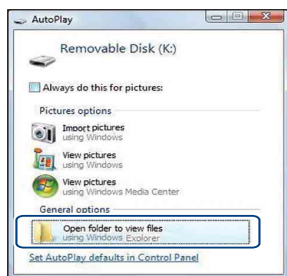 AutoPlay
Removable Disk (K:)
Always do this for pictures:
Pictures options
Import pictures
using Windows
View pictures
using Windows
View pictures
using Windows Media Center
General options
Open folder to view files
using Windows Explorer
Set AutoPlay defaults in Control Panel